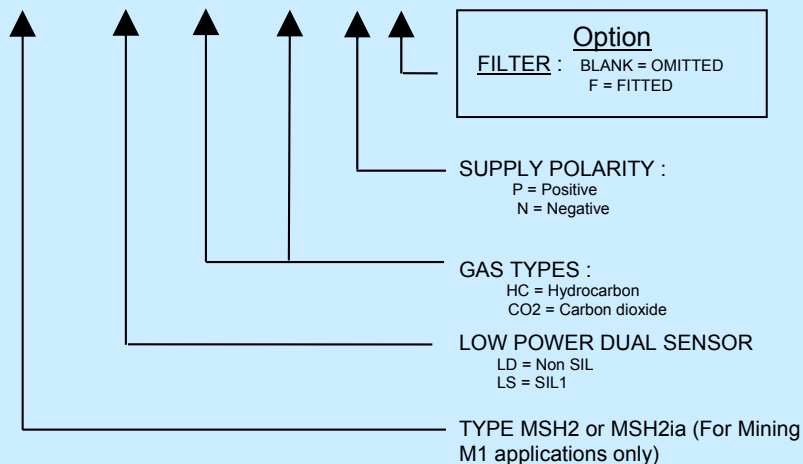 Option
FILTER : BLANK = OMITTED
F = FITTED
SUPPLY POLARITY :
P = Positive
N = Negative
GAS TYPES :
HC = Hydrocarbon
CO2 = Carbon dioxide
LOW POWER DUAL SENSOR
LD = Non SIL
LS = SIL1
TYPE MSH2 or MSH2ia (For Mining
M1 applications only)